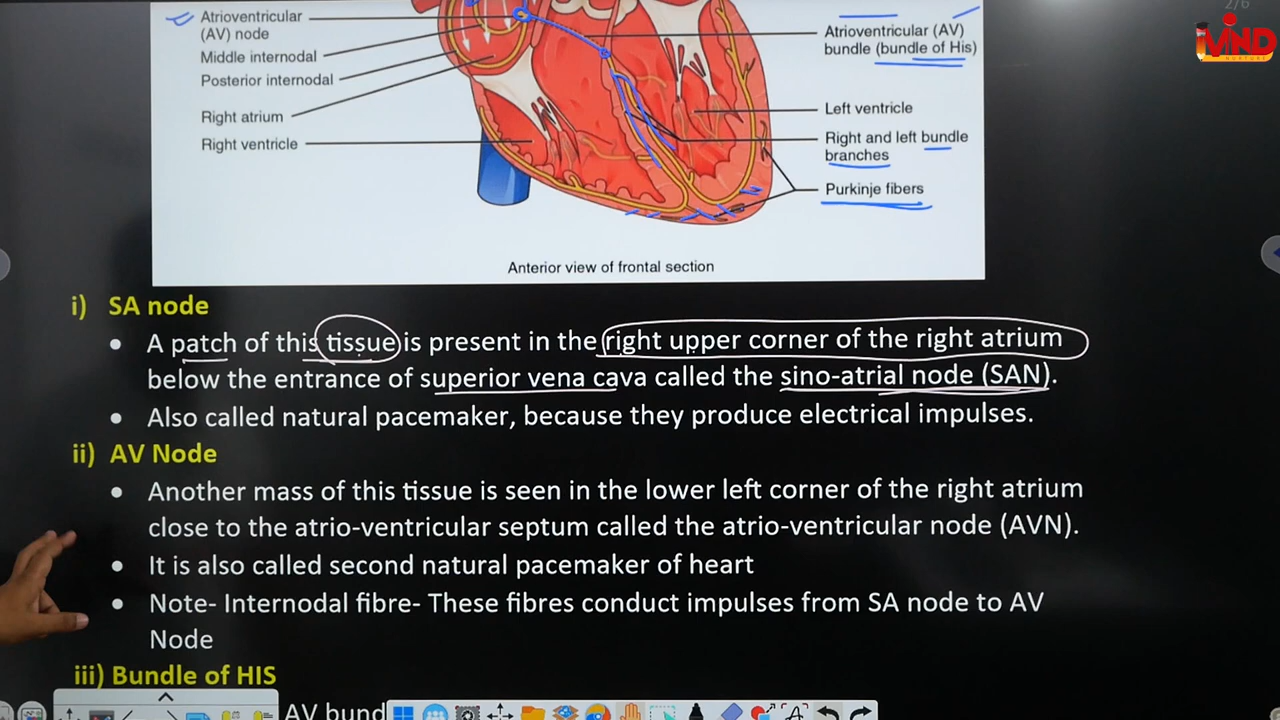 2/6
MIND
NURTURE
Atrioventricular
(AV) node
Middle internodal
Posterior internodal
Right atrium
Right ventricle
Atrioventricular (AV)
bundle (bundle of His)
Left ventricle
Right and left bundle
branches
Purkinje fibers
Anterior view of frontal section
i) SA node
• A patch of this tissue is present in the right upper corner of the right atrium
below the entrance of superior vena cava called the sino-atrial node (SAN).
• Also called natural pacemaker, because they produce electrical impulses.
ii) AV Node
• Another mass of this tissue is seen in the lower left corner of the right atrium
close to the atrio-ventricular septum called the atrio-ventricular node (AVN).
• It is also called second natural pacemaker of heart
• Note- Internodal fibre- These fibres conduct impulses from SA node to AV
Node
iii) Bundle of HIS
AV bund